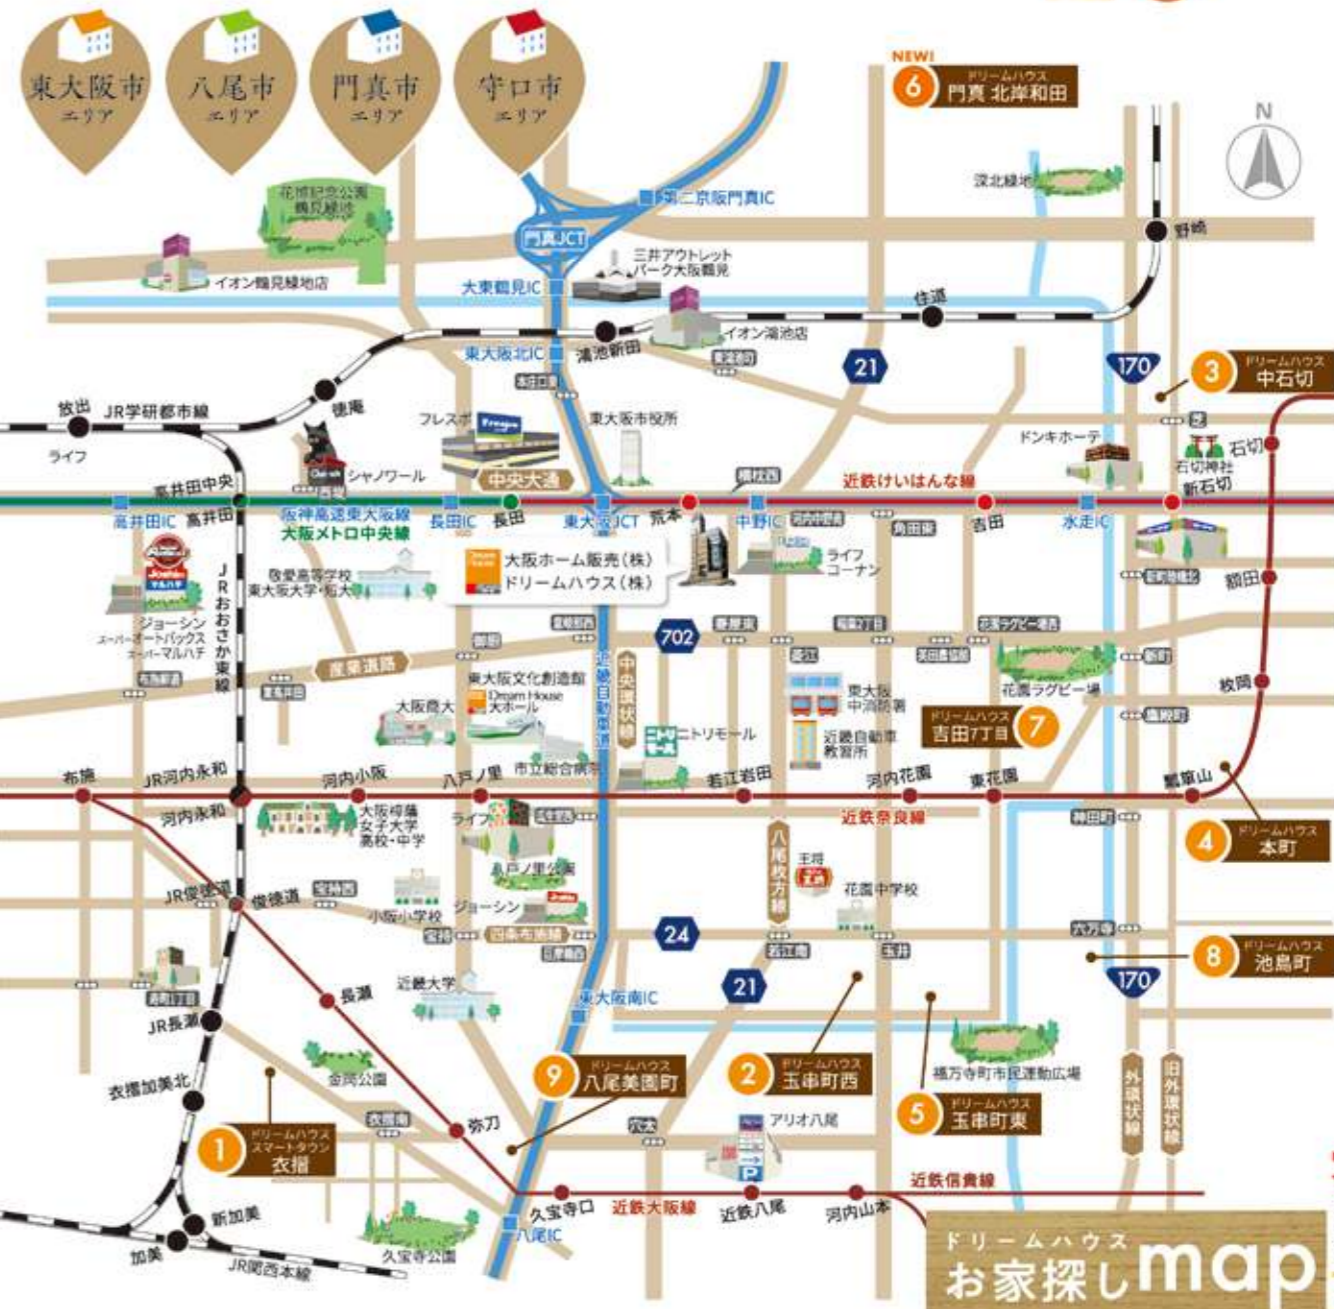 東大阪市
エリア
八尾市
エリア
門真市
エリア
守口市
エリア
NEW!
6
ドリームハウス
門真 北岸和田
N
花博記念公園
鶴見緑地
深北緑地
第二京阪門真IC
門真JCT
野崎
イオン鶴見緑地店
三井アウトレット
パーク大阪鶴見
大東鶴見IC
住道
イオン鴻池店
東大阪北IC
鴻池新田
21
170
3
ドリームハウス
中石切
徳庵
放出
JR学研都市線
ライフ
フレスポ
東大阪市役所
ドンキホーテ
芝
石切
石切神社
新石切
シャノワール
中央大通
近鉄けいはんな線
高井田中央
高井田IC
高井田
阪神高速東大阪線
大阪メトロ中央線
長田IC
長田
東大阪JCT
荒本
中野IC
角田東
吉田
水走IC
大阪ホーム販売(株)
ドリームハウス(株)
ライフ
コーナン
敬愛高等学校
東大阪大学・短大
額田
ジョーシン
スーパーオートバックス
スーパーマルハチ
JRおおさか東線
702
産業道路
近畿自動車道
中央環状線
花園ラグビー場
枚岡
東大阪文化創造館
Dream House
大ホール
大阪商大
市立総合病院
ニトリモール
東大阪
中消防署
近畿自動車
教習所
ドリームハウス
吉田7丁目
7
布施
JR河内永和
河内永和
河内小阪
八戸ノ里
若江岩田
河内花園
東花園
瓢箪山
近鉄奈良線
大阪樟蔭
女子大学
高校・中学
ライフ
八戸ノ里公園
八尾枚方線
王将
花園中学校
4
ドリームハウス
本町
JR俊徳道
俊徳道
宝持西
小阪小学校
ジョーシン
宝持
24
若江南
玉井
六万寺
8
ドリームハウス
池島町
170
長瀬
近畿大学
東大阪南IC
21
JR長瀬
衣摺加美北
金岡公園
9
ドリームハウス
八尾美園町
2
ドリームハウス
玉串町西
5
ドリームハウス
玉串町東
福万寺町市民運動広場
外環状線
旧外環状線
1
ドリームハウス
スマートタウン
衣摺
衣摺南
弥刀
穴太
アリオ八尾
P
久宝寺口
近鉄大阪線
近鉄八尾
河内山本
近鉄信貴線
新加美
加美
JR関西本線
久宝寺公園
八尾IC
ドリームハウス
お家探しmap